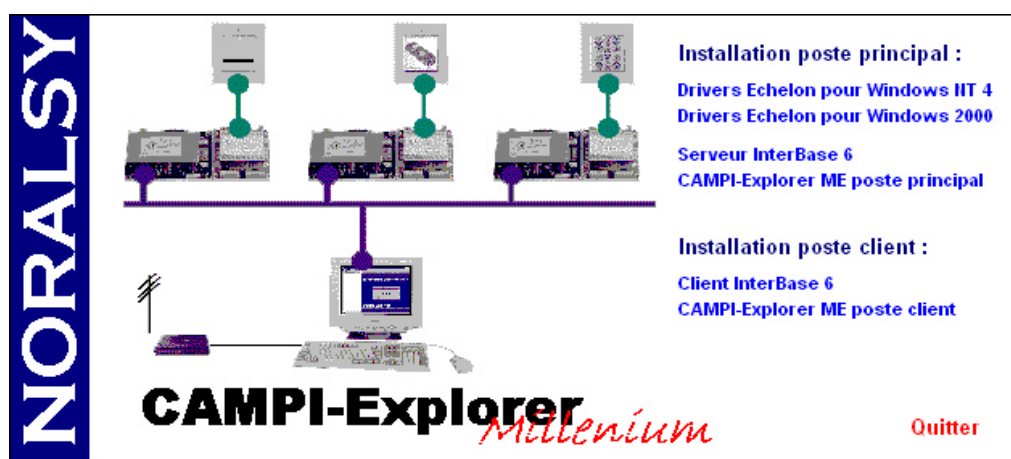 NORALSY
Installation poste principal :
Drivers Echelon pour Windows NT 4
Drivers Echelon pour Windows 2000
Serveur InterBase 6
CAMPI-Explorer ME poste principal
Installation poste client :
Client InterBase 6
CAMPI-Explorer ME poste client
CAMPI-Explorer
Millenium
Quitter